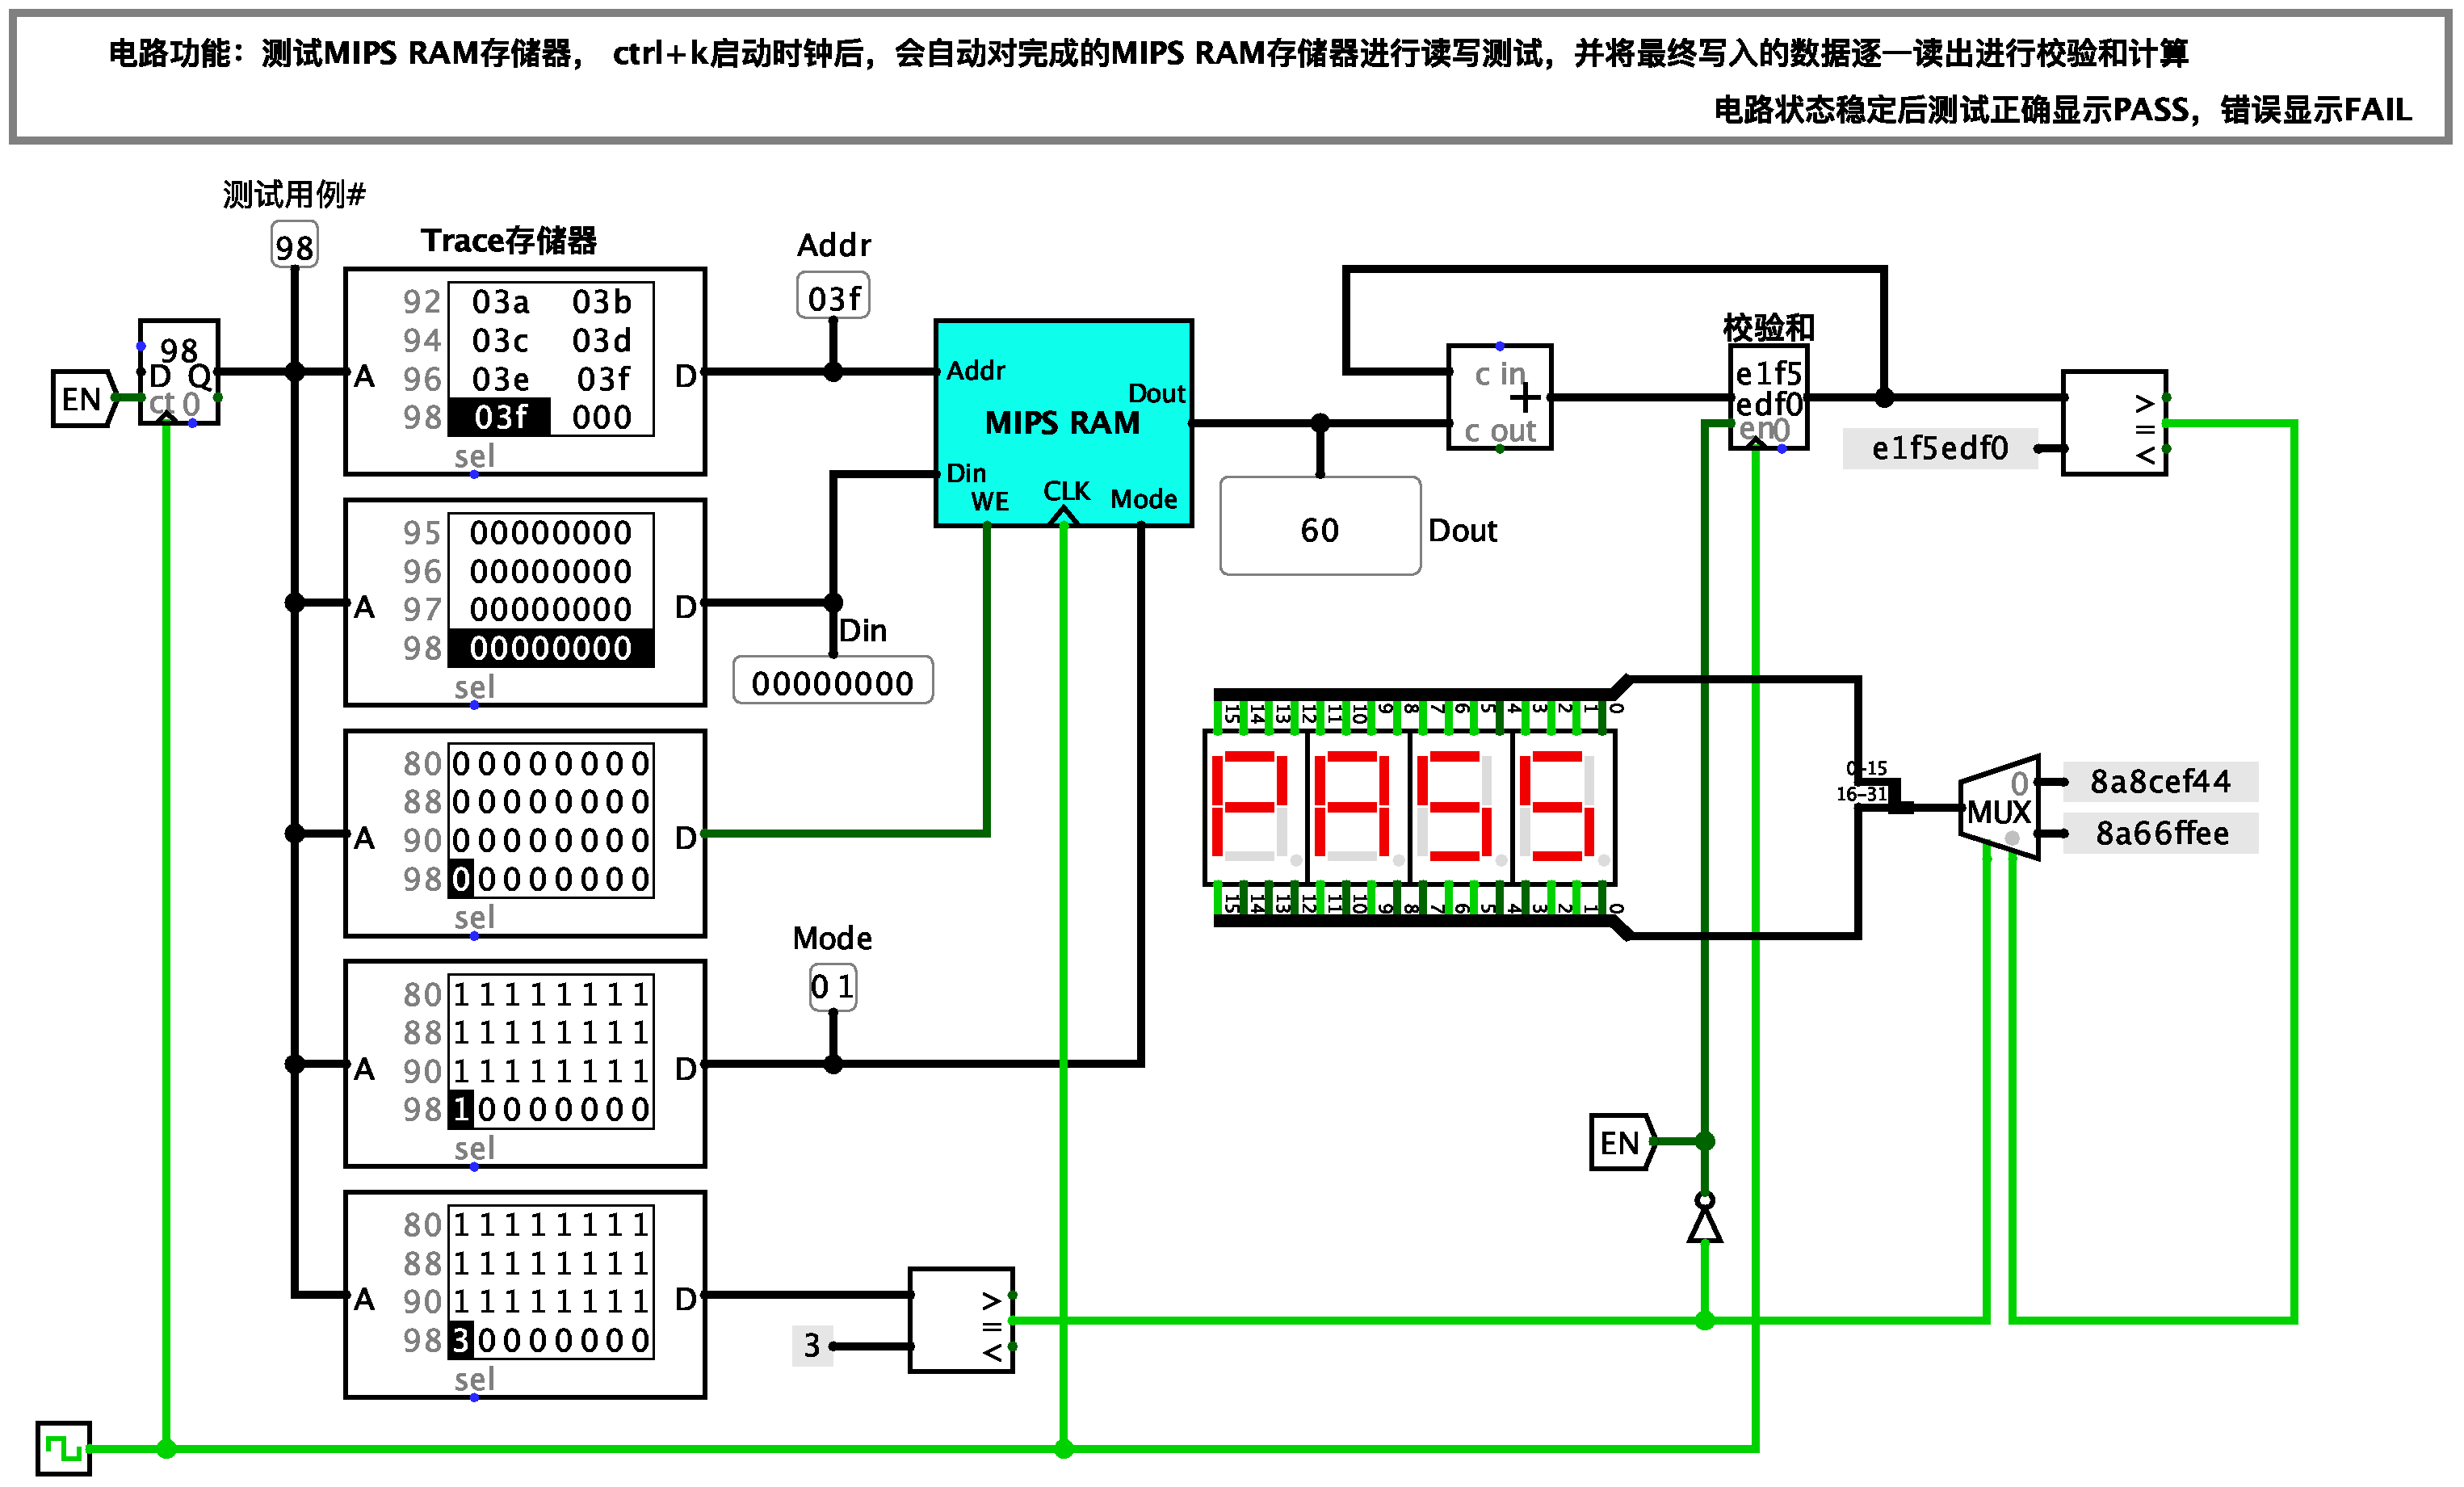 电路功能：测试MIPS RAM存储器， ctrl+k启动时钟后，会自动对完成的MIPS RAM存储器进行读写测试，并将最终写入的数据逐一读出进行校验和计算
电路状态稳定后测试正确显示PASS，错误显示FAIL
测试用例#
98
EN
98
D Q
ct 0
Trace存储器
A
92 03a 03b
94 03c 03d
96 03e 03f
98 03f 000
D
sel
A
95 00000000
96 00000000
97 00000000
98 00000000
D
sel
A
80 0 0 0 0 0 0 0 0
88 0 0 0 0 0 0 0 0
90 0 0 0 0 0 0 0 0
98 0 0 0 0 0 0 0 0
D
sel
A
80 1 1 1 1 1 1 1 1
88 1 1 1 1 1 1 1 1
90 1 1 1 1 1 1 1 1
98 1 0 0 0 0 0 0 0
D
sel
A
80 1 1 1 1 1 1 1 1
88 1 1 1 1 1 1 1 1
90 1 1 1 1 1 1 1 1
98 3 0 0 0 0 0 0 0
D
sel
Addr
03f
Din
00000000
Mode
0 1
3
>
=
<
Addr
Dout
MIPS RAM
Din
WE CLK Mode
60
Dout
c in
+
c out
校验和
e1f5
edf0
en 0
e1f5edf0
>
=
<
15 14 13 12 11 10 9 8 7 6 5 4 3 2 1 0
PASS
15 14 13 12 11 10 9 8 7 6 5 4 3 2 1 0
0-15
16-31
0
MUX
8a8cef44
8a66ffee
EN